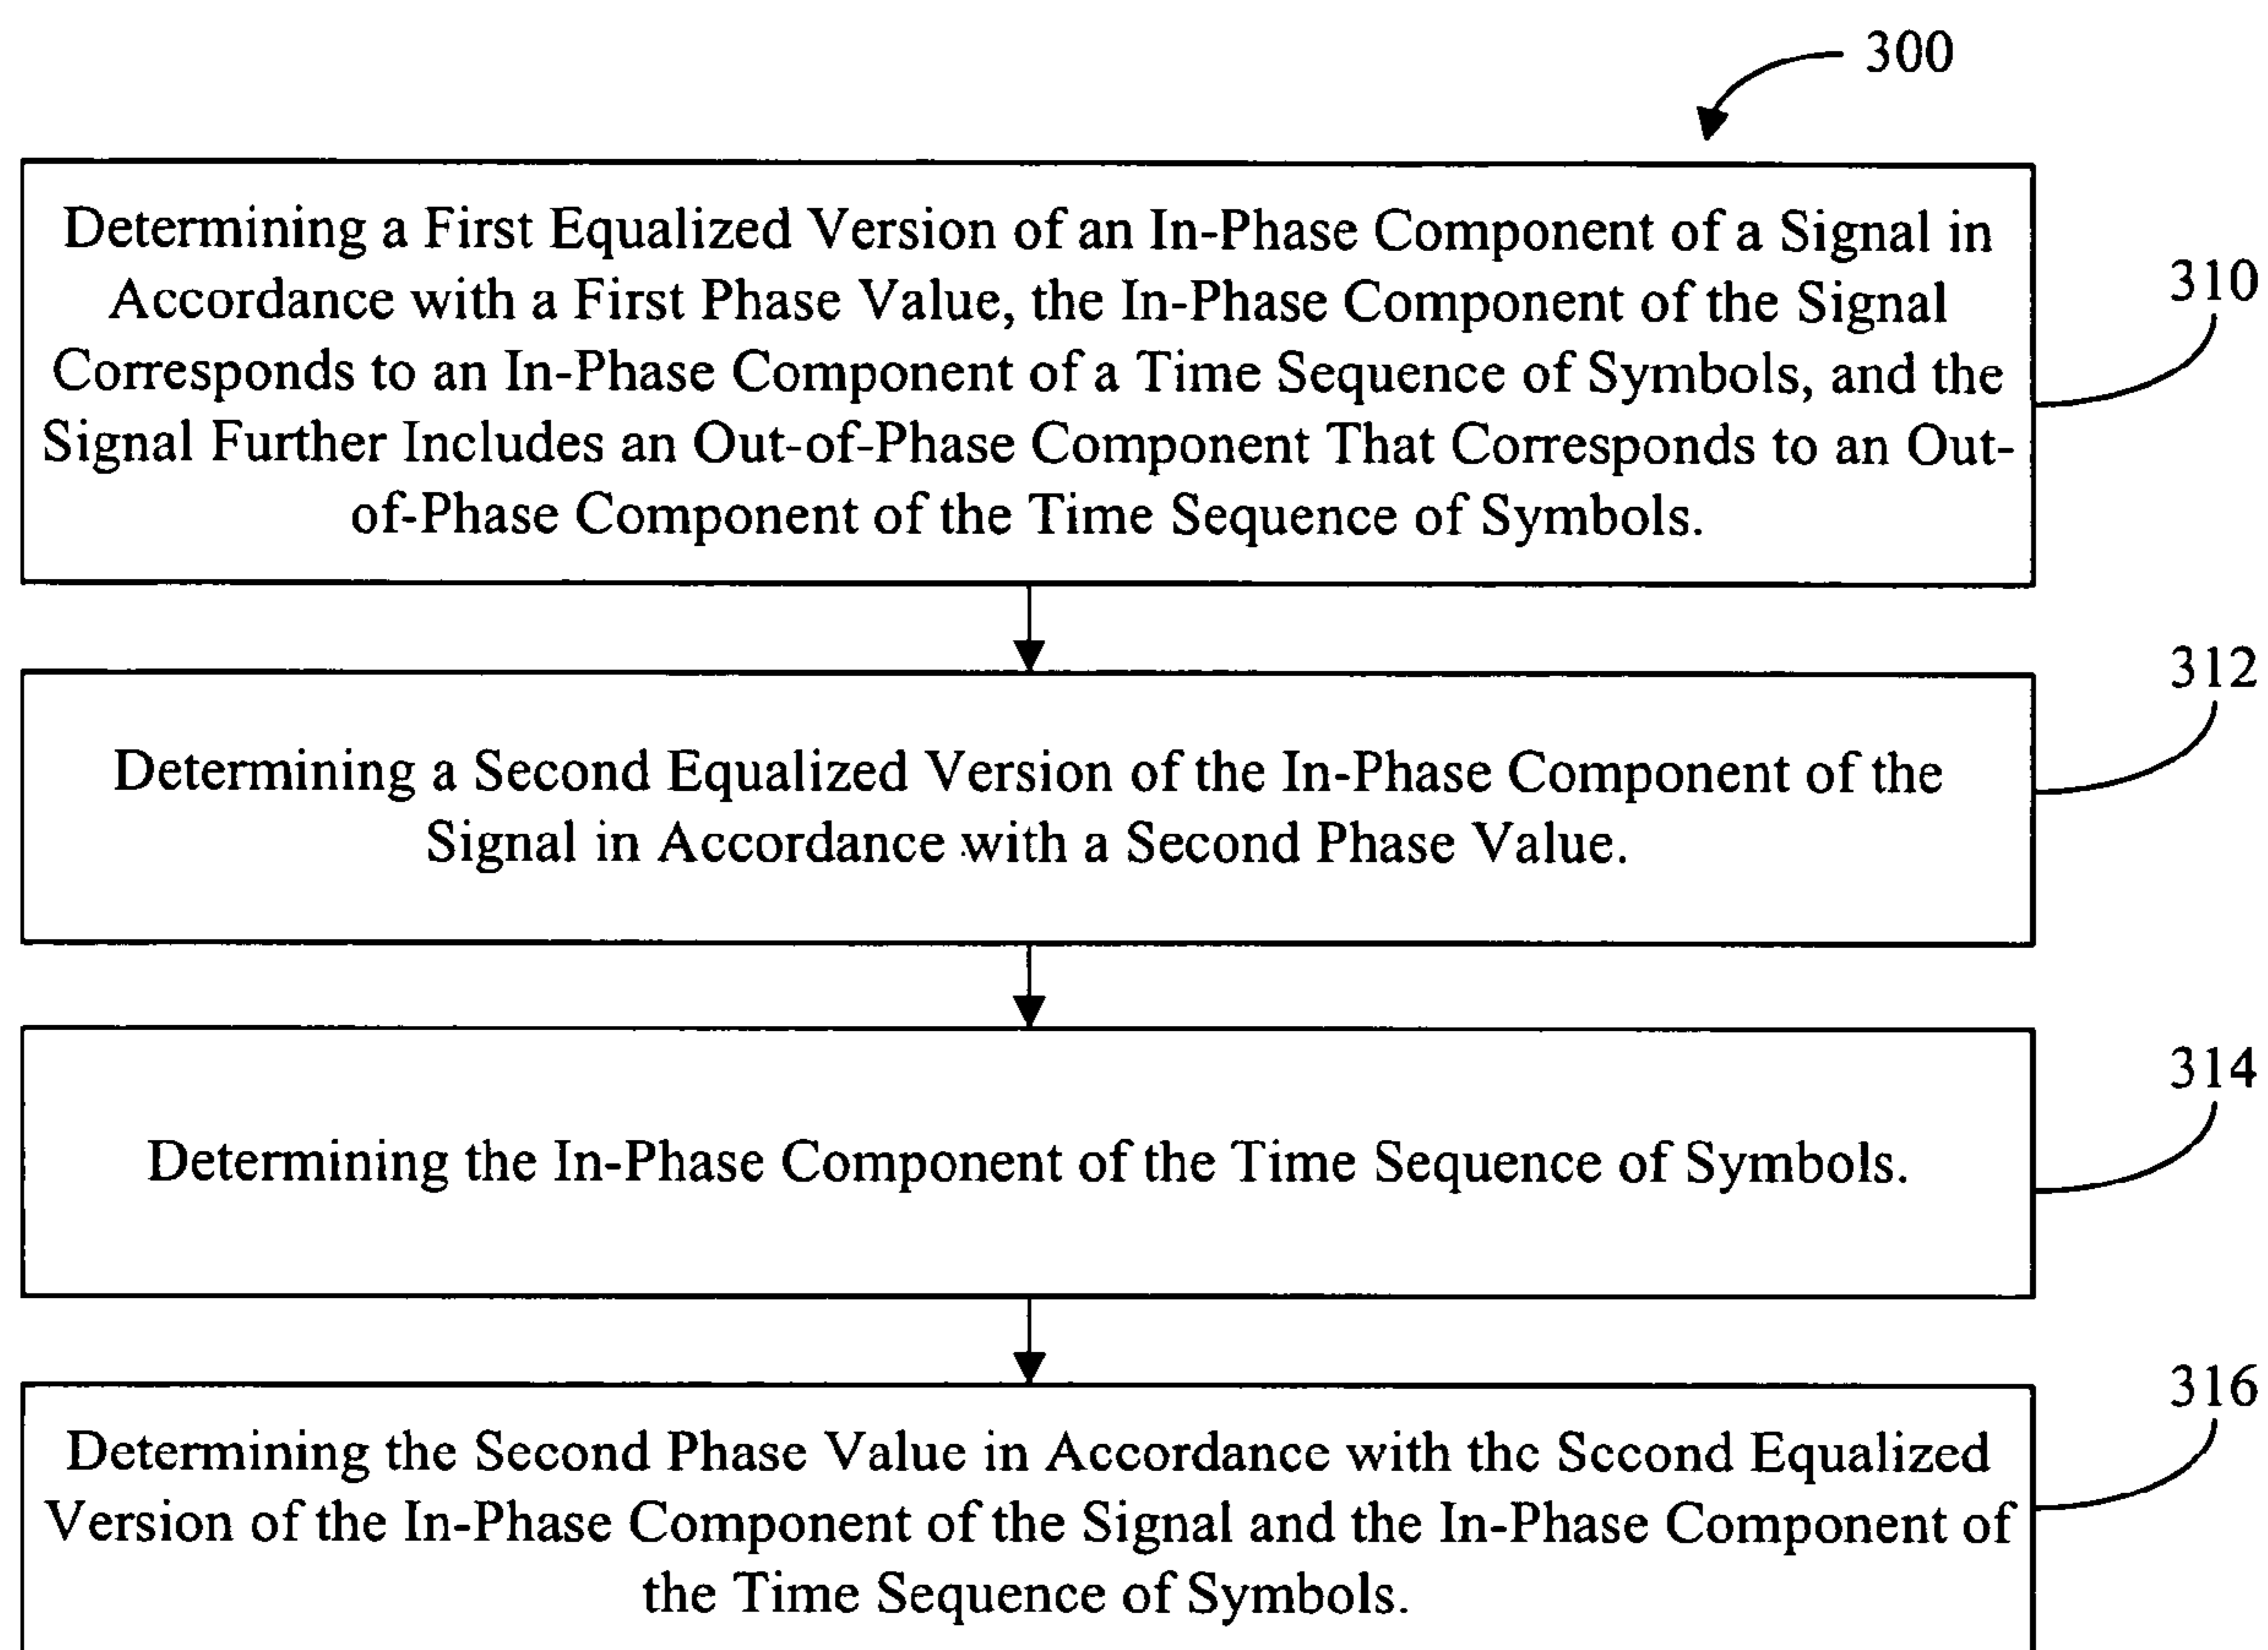 300
Determining a First Equalized Version of an In-Phase Component of a Signal in
Accordance with a First Phase Value, the In-Phase Component of the Signal
Corresponds to an In-Phase Component of a Time Sequence of Symbols, and the
Signal Further Includes an Out-of-Phase Component That Corresponds to an Out-
of-Phase Component of the Time Sequence of Symbols.
310
312
Determining a Second Equalized Version of the In-Phase Component of the
Signal in Accordance with a Second Phase Value.
314
Determining the In-Phase Component of the Time Sequence of Symbols.
316
Determining the Second Phase Value in Accordance with the Second Equalized
Version of the In-Phase Component of the Signal and the In-Phase Component of
the Time Sequence of Symbols.